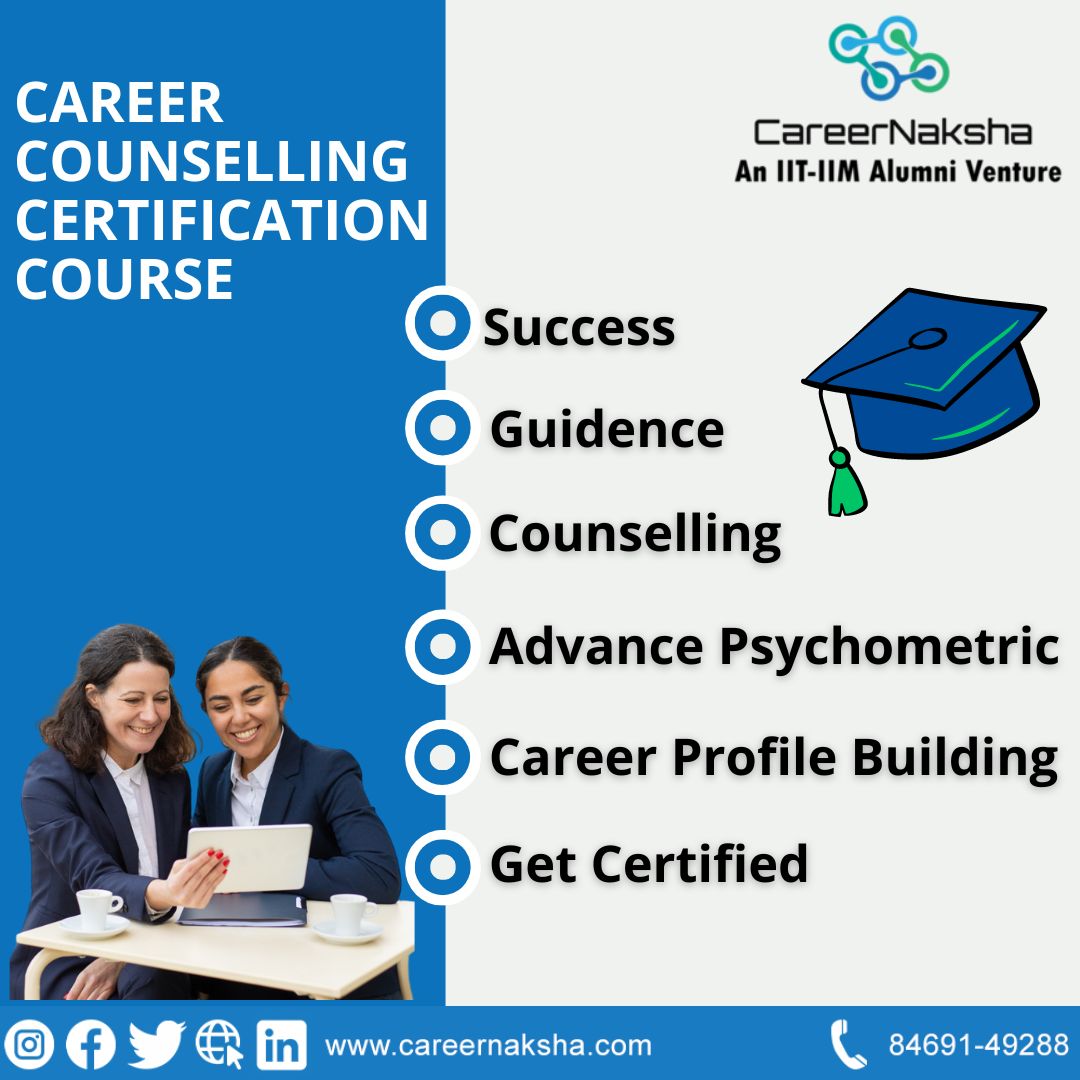 CAREER
COUNSELLING
CERTIFICATION
COURSE
CareerNaksha
An IIT-IIM Alumni Venture
Success
Guidence
Counselling
Advance Psychometric
Career Profile Building
Get Certified
www.careernaksha.com
84691-49288